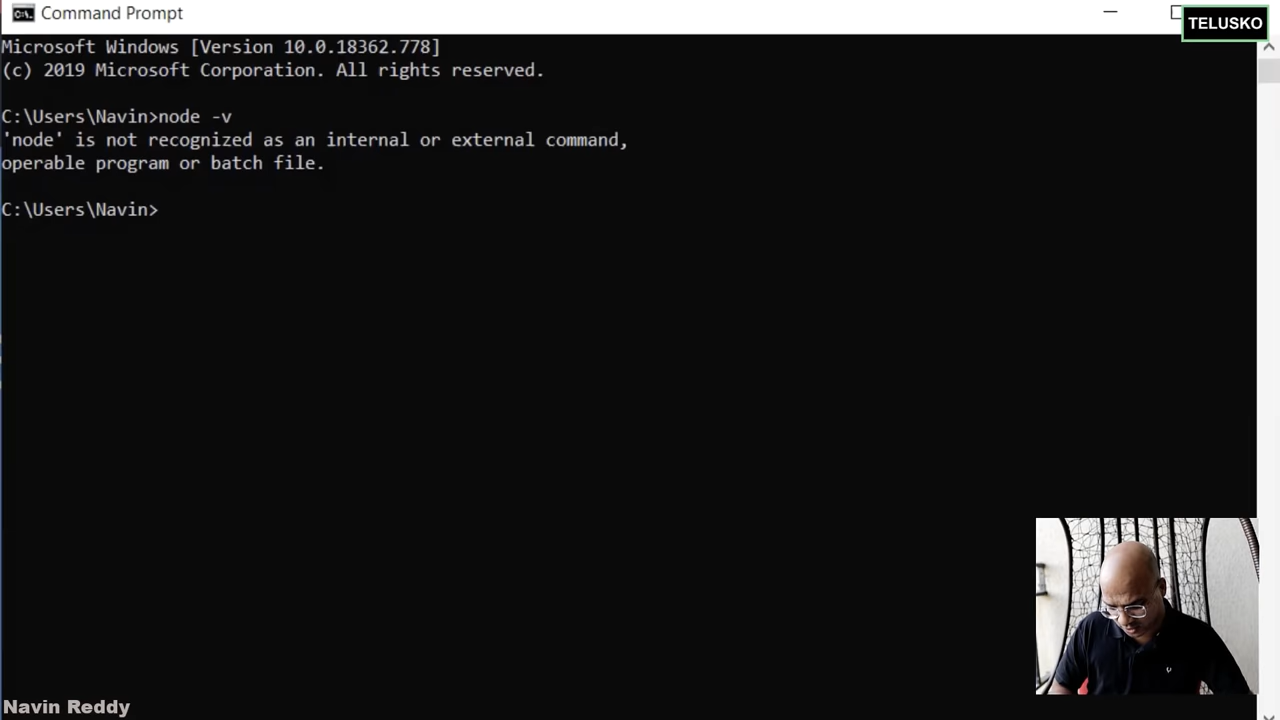 Command Prompt
TELUSKO
Microsoft Windows [Version 10.0.18362.778]
(c) 2019 Microsoft Corporation. All rights reserved.
C:\Users\Navin>node -v
'node' is not recognized as an internal or external command,
operable program or batch file.
C:\Users\Navin>
Navin Reddy